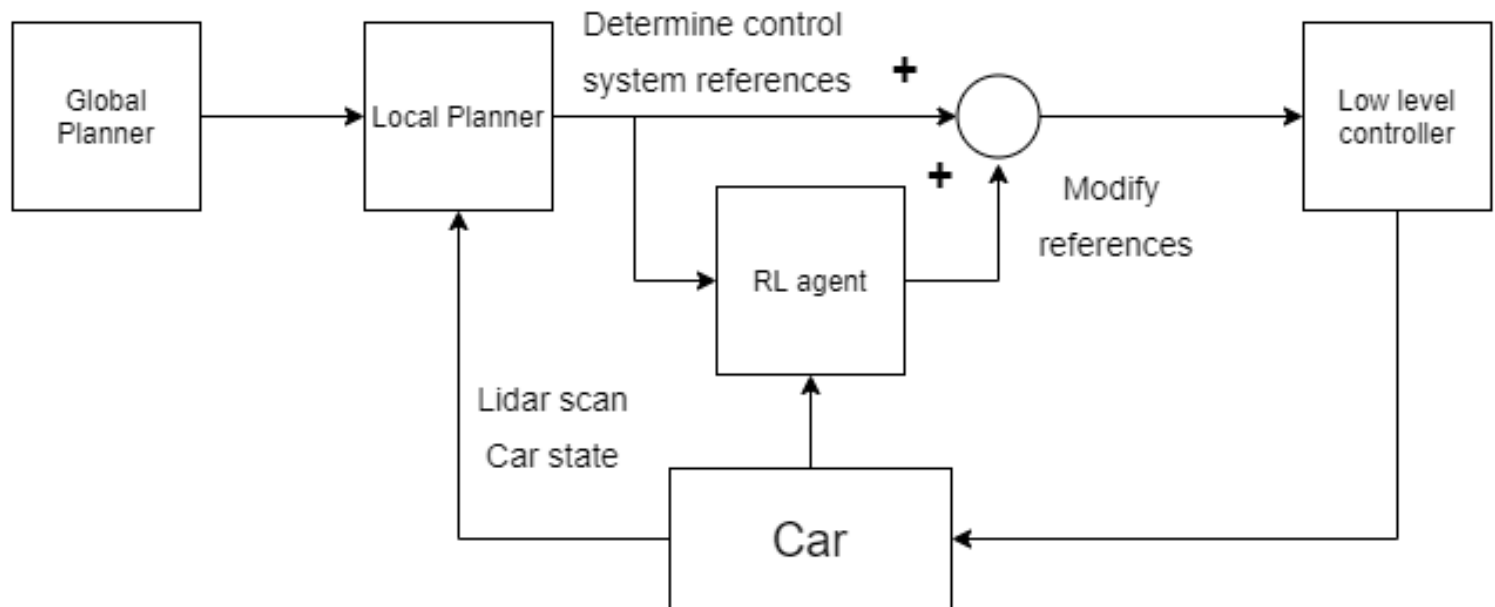 Determine control
system references
+
Global
Planner
Local Planner
Low level
controller
+
Modify
references
RL agent
Lidar scan
Car state
Car